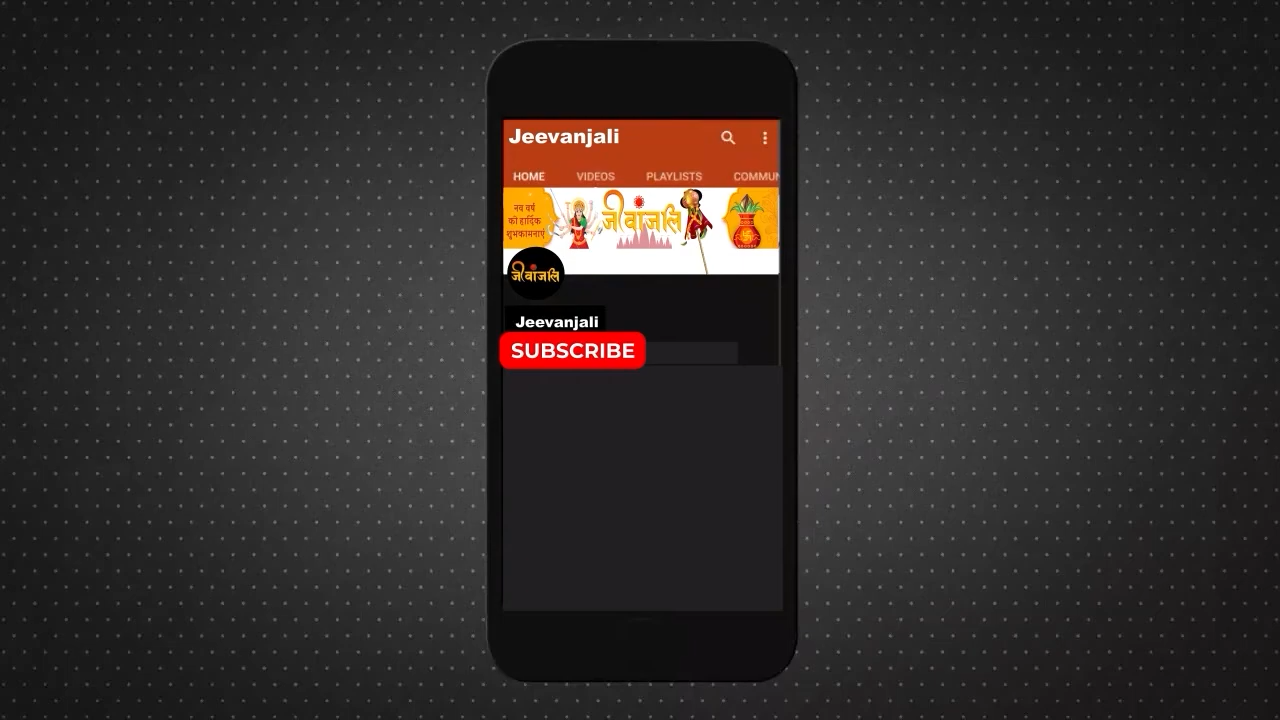 Jeevanjali
HOME VIDEOS PLAYLISTS COMMUN
नव वर्ष
की हार्दिक
शुभकामनाएं
जीवांजलि
जीवांजलि
Jeevanjali
SUBSCRIBE